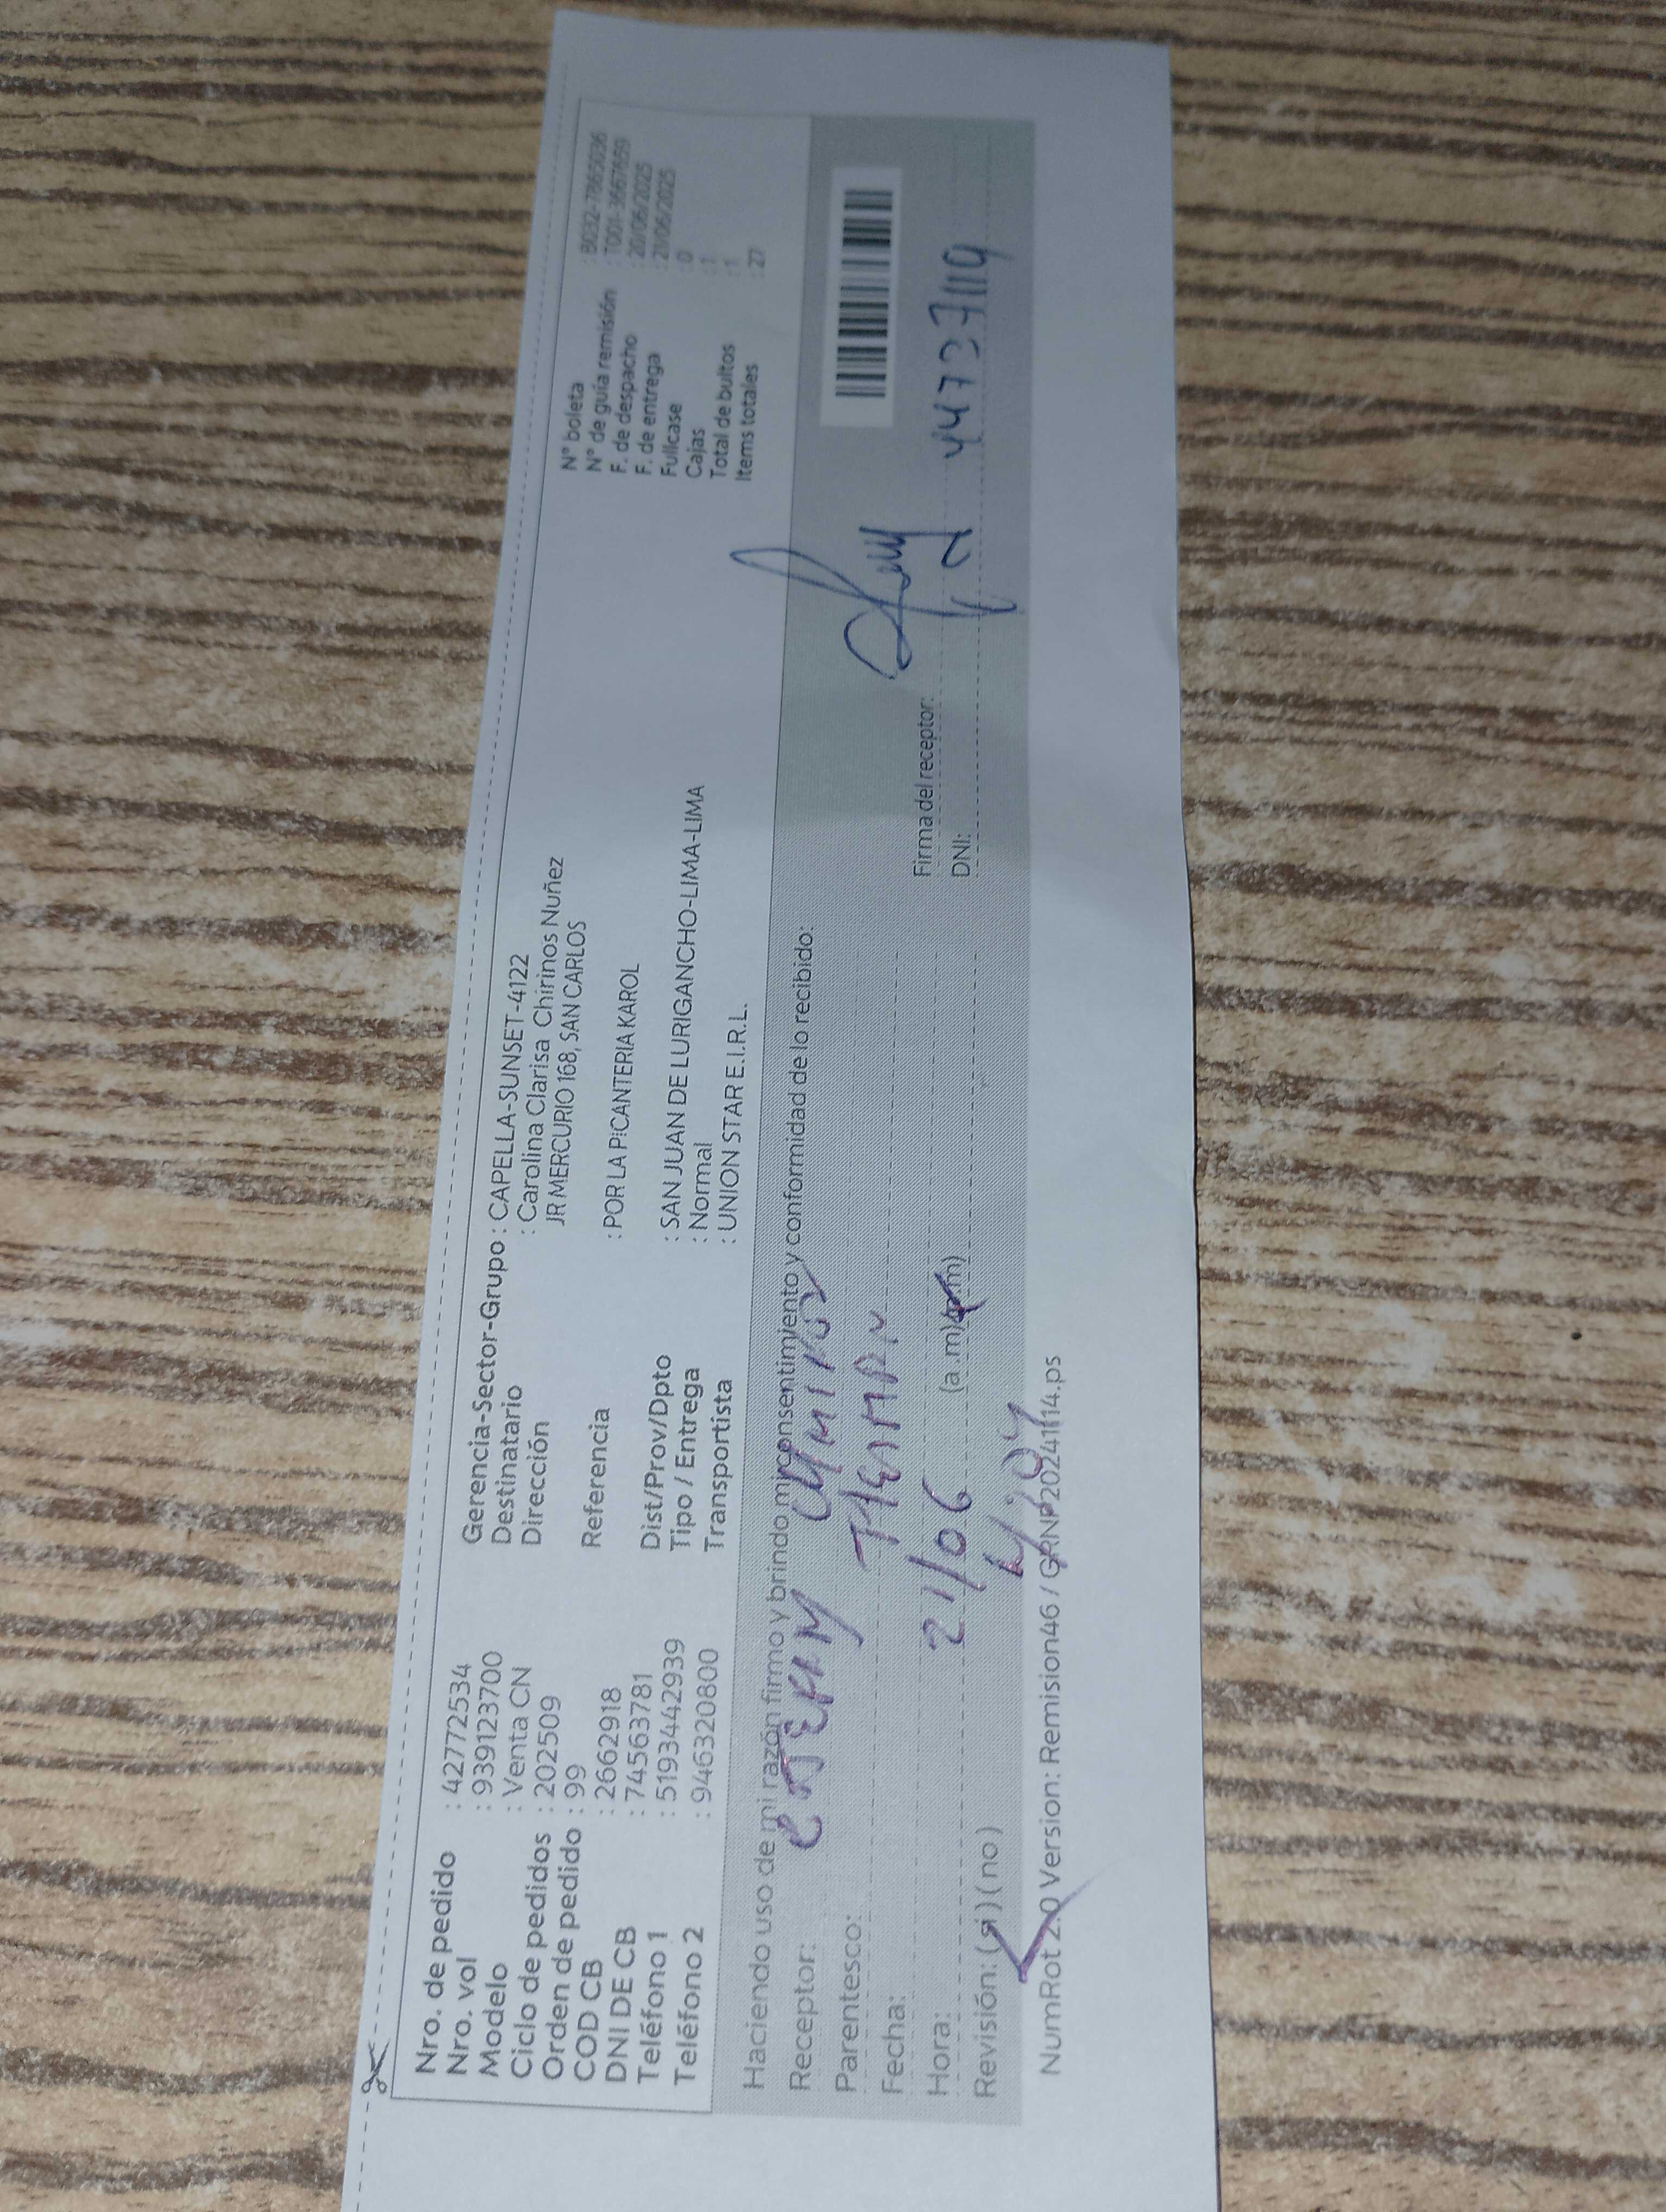 Nro. de pedido : 42772534
Nro. vol : 939123700
Modelo : Venta CN
Ciclo de pedidos : 202509
Orden de pedido : 99
COD CB : 26662918
DNI DE CB : 74563781
Teléfono 1 : 51934442939
Teléfono 2 : 946320800
Gerencia-Sector-Grupo : CAPELLA-SUNSET-4122
Destinatario : Carolina Clarisa Chirinos Nuñez
Dirección JR MERCURIO 168, SAN CARLOS
Referencia : POR LA PICANTERIA KAROL
Dist/Prov/Dpto : SAN JUAN DE LURIGANCHO-LIMA-LIMA
Tipo / Entrega : Normal
Transportista : UNION STAR E.I.R.L.
N° boleta
N° de guía remisión
F. de despacho : 20/06/2025
F. de entrega : 21/06/2025
Fullcase : 0
Cajas : 1
Total de bultos : 1
Items totales : 27
Haciendo uso de mi razón firmo y brindo mi consentimiento y conformidad de lo recibido:
Receptor:
Parentesco:
Fecha: 21/06
Hora: (a.m)(p.m)
Revisión: (si) (no)
Firma del receptor:
DNI: 44737119
NumRot 2.0 Version: Remision46 / GRNP20241114.ps